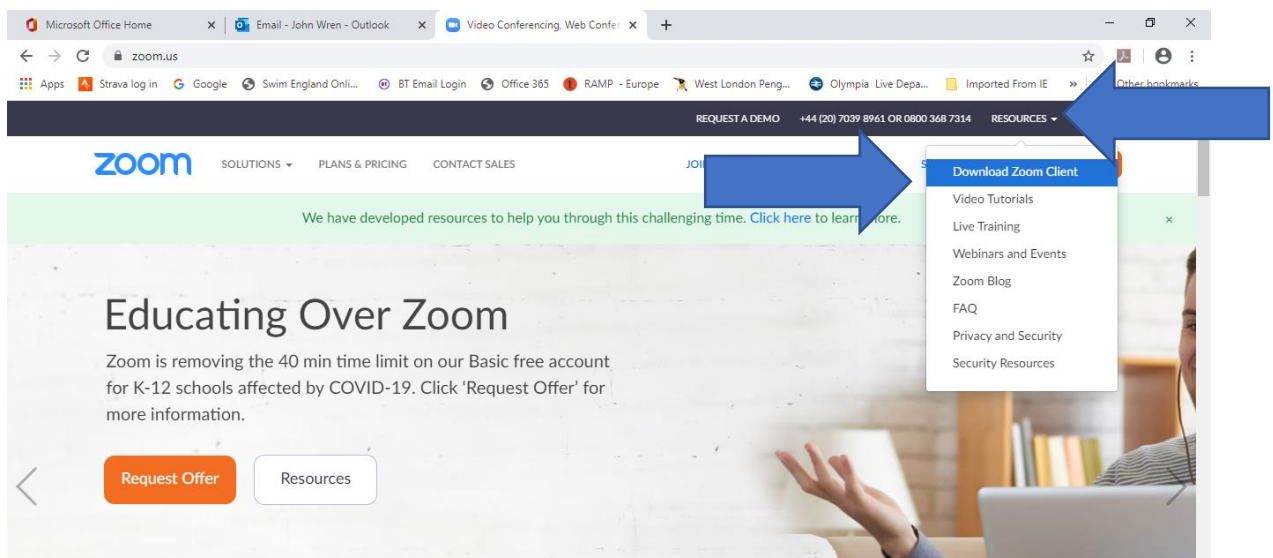 Microsoft Office Home
Email - John Wren - Outlook
Video Conferencing, Web Confer
zoom.us
Apps Strava log in Google Swim England Onli... BT Email Login Office 365 RAMP - Europe West London Peng... Olympia Live Depa... Imported From IE » Other bookmarks
REQUEST A DEMO +44 (20) 7039 8961 OR 0800 368 7314 RESOURCES
zoom SOLUTIONS PLANS & PRICING CONTACT SALES
Download Zoom Client
Video Tutorials
Live Training
Webinars and Events
Zoom Blog
FAQ
Privacy and Security
Security Resources
We have developed resources to help you through this challenging time. Click here to learn more.
Educating Over Zoom
Zoom is removing the 40 min time limit on our Basic free account
for K-12 schools affected by COVID-19. Click ‘Request Offer’ for
more information.
Request Offer
Resources